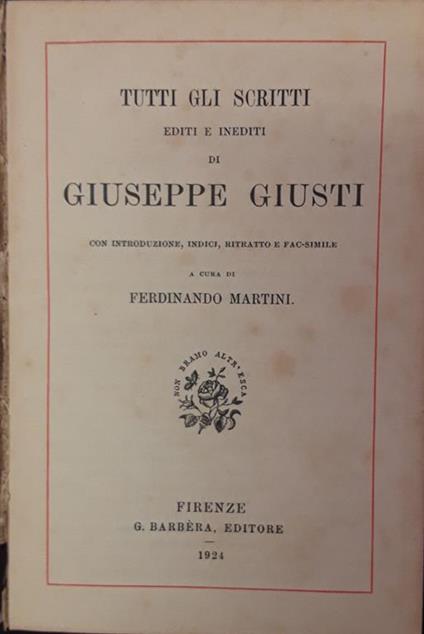 TUTTI GLI SCRITTI
EDITI E INEDITI
DI
GIUSEPPE GIUSTI
CON INTRODUZIONE, INDICI, RITRATTO E FAC-SIMILE
A CURA DI
FERDINANDO MARTINI.
NON BRAMO ALTR'ESCA
FIRENZE
G. BARBÈRA, EDITORE
1924